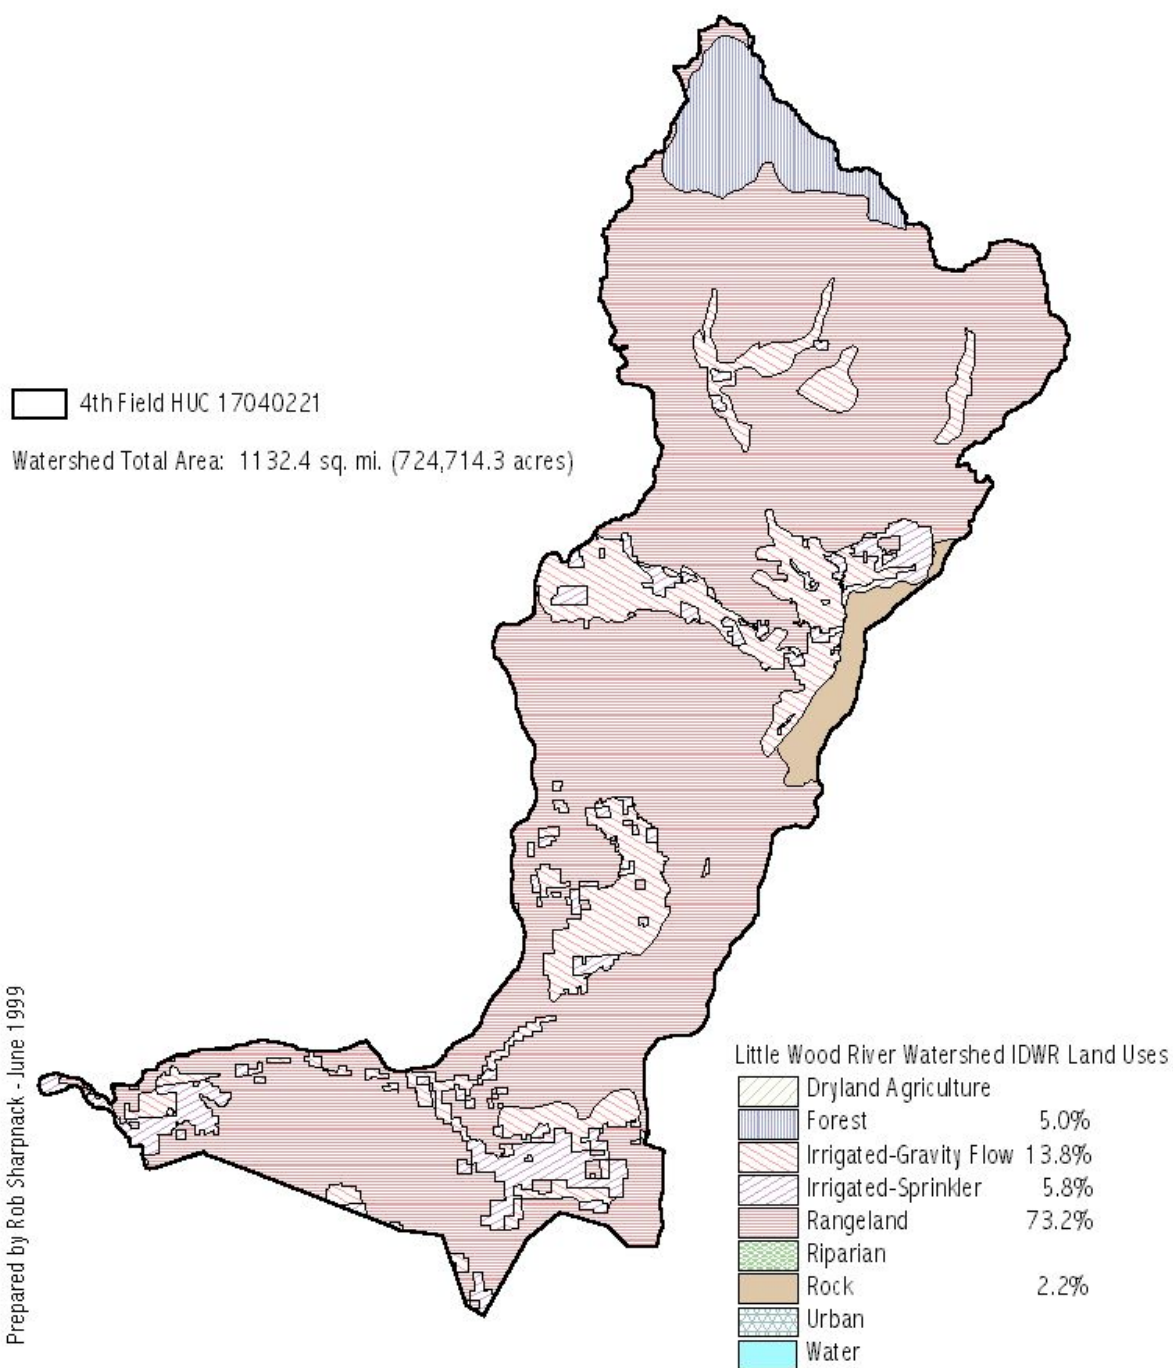 4th Field HUC 17040221
Watershed Total Area: 1132.4 sq. mi. (724,714.3 acres)
Prepared by Rob Sharpnack - June 1999
Little Wood River Watershed IDWR Land Uses
Dryland Agriculture
Forest 5.0%
Irrigated-Gravity Flow 13.8%
Irrigated-Sprinkler 5.8%
Rangeland 73.2%
Riparian
Rock 2.2%
Urban
Water